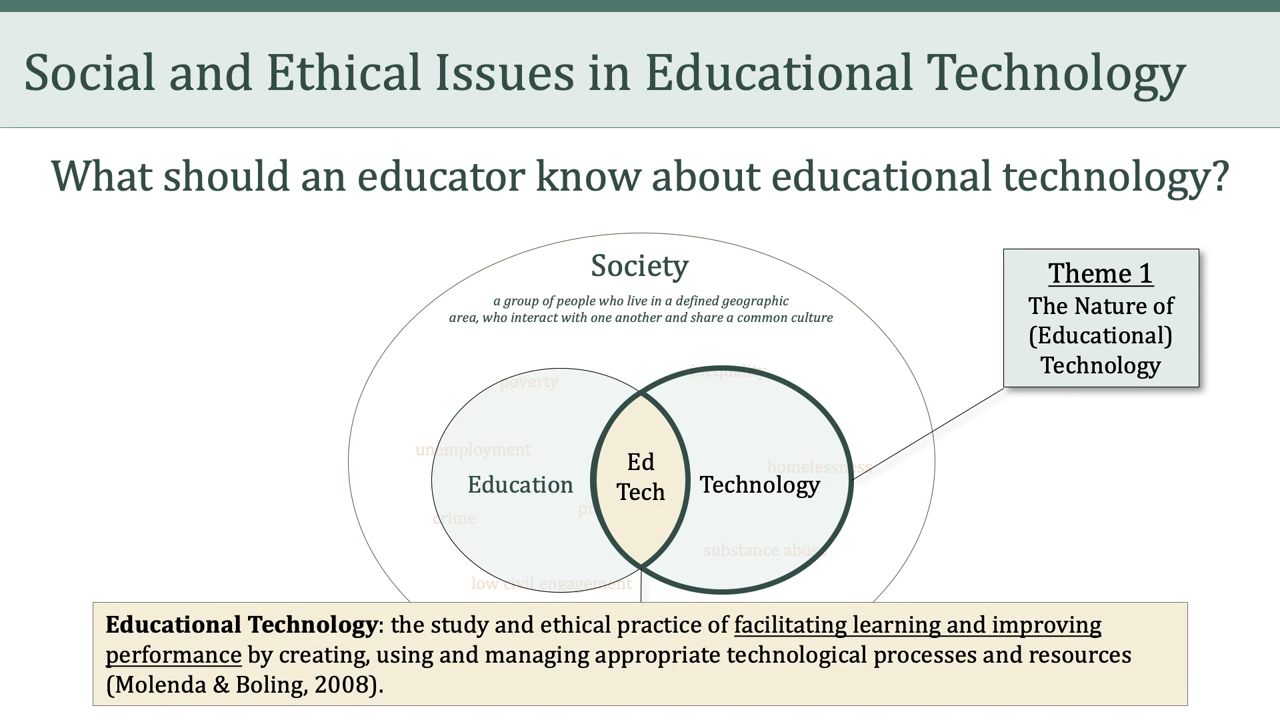 Social and Ethical Issues in Educational Technology
What should an educator know about educational technology?
Society
a group of people who live in a defined geographic
area, who interact with one another and share a common culture
Theme 1
The Nature of
(Educational)
Technology
poverty
unemployment
homelessness
Ed
Tech
Education
Technology
crime
substance abuse
low civil engagement
Educational Technology: the study and ethical practice of facilitating learning and improving
performance by creating, using and managing appropriate technological processes and resources
(Molenda & Boling, 2008).